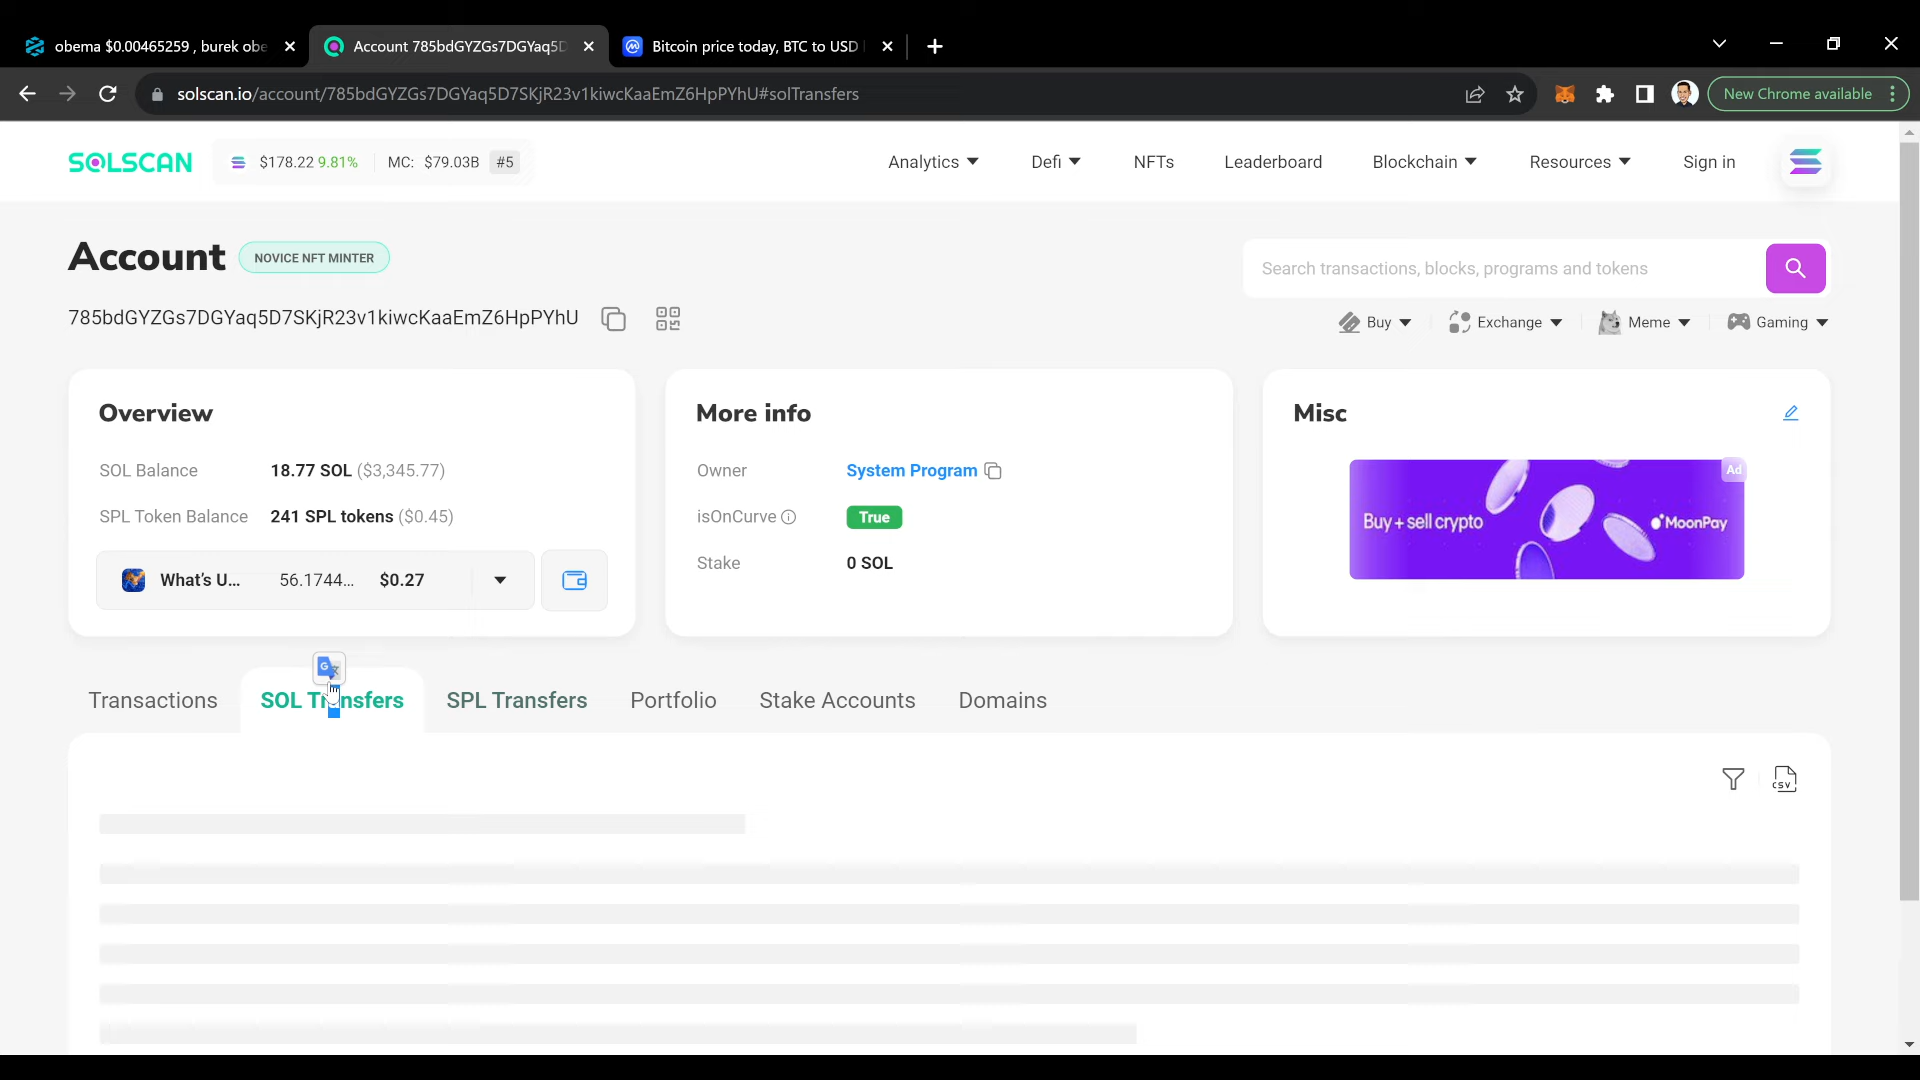 obema $0.00465259 , burek obe
Account 785bdGYZGs7DGYaq5D
Bitcoin price today, BTC to USD
solscan.io/account/785bdGYZGs7DGYaq5D7SKjR23v1kiwcKaaEmZ6HpPYhU#solTransfers
New Chrome available
SOLSCAN
$178.22 9.81%
MC: $79.03B #5
Analytics
Defi
NFTs
Leaderboard
Blockchain
Resources
Sign in
Account
NOVICE NFT MINTER
Search transactions, blocks, programs and tokens
785bdGYZGs7DGYaq5D7SKjR23v1kiwcKaaEmZ6HpPYhU
Buy
Exchange
Meme
Gaming
Overview
SOL Balance 18.77 SOL ($3,345.77)
SPL Token Balance 241 SPL tokens ($0.45)
What's U... 56.1744... $0.27
More info
Owner System Program
isOnCurve True
Stake 0 SOL
Misc
Ad
Buy + sell crypto
MoonPay
Transactions
SOL Transfers
SPL Transfers
Portfolio
Stake Accounts
Domains
CSV